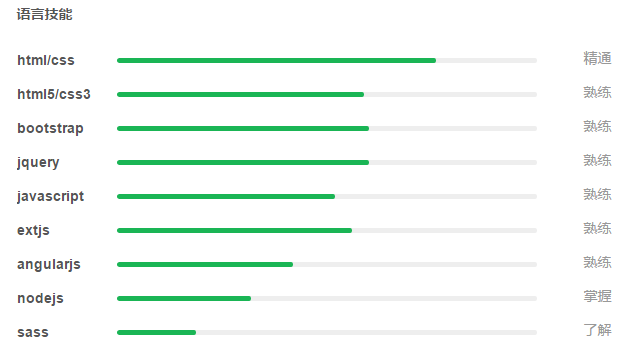 语言技能
html/css 精通
html5/css3 熟练
bootstrap 熟练
jquery 熟练
javascript 熟练
extjs 熟练
angularjs 熟练
nodejs 掌握
sass 了解